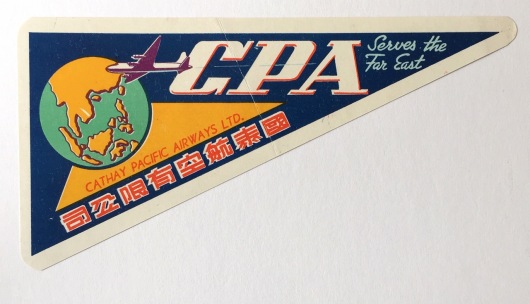 CPA
Serves the
Far East
CATHAY PACIFIC AIRWAYS LTD.
國泰航空有限公司